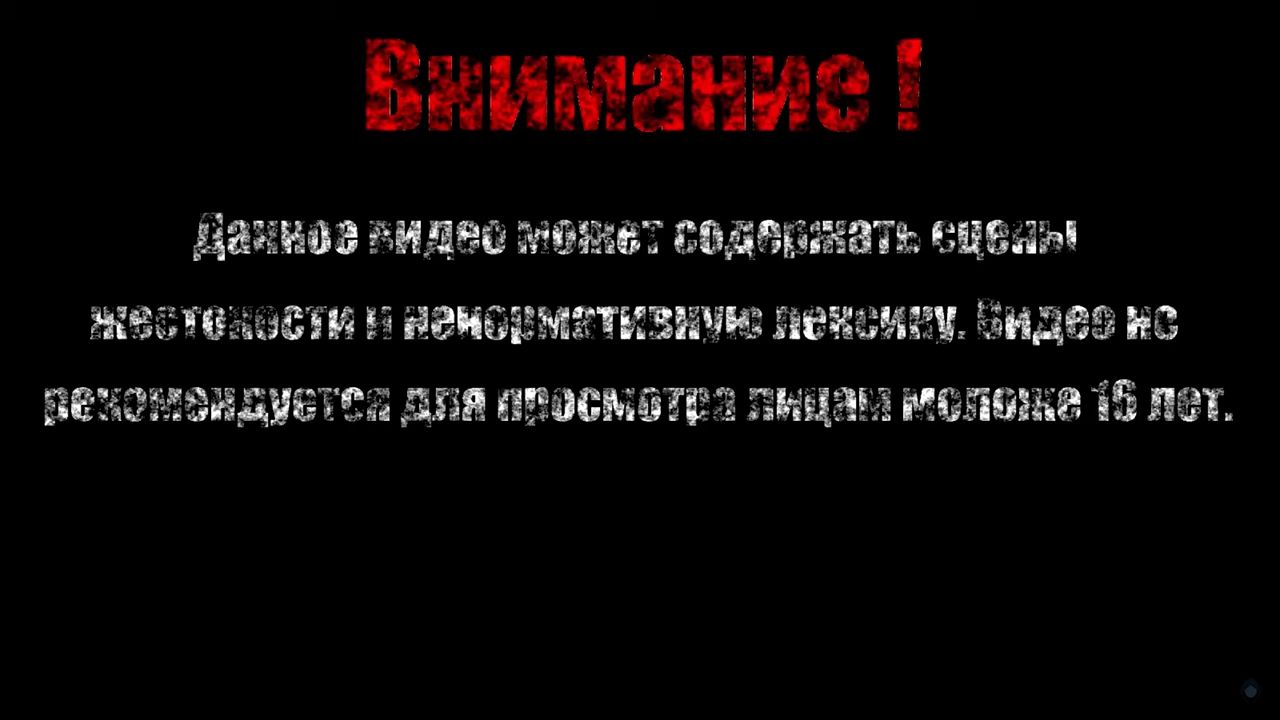 Внимание !
Данное видео может содержать сцены
жестокости и ненормативную лексику. Видео не
рекомендуется для просмотра лицам моложе 16 лет.